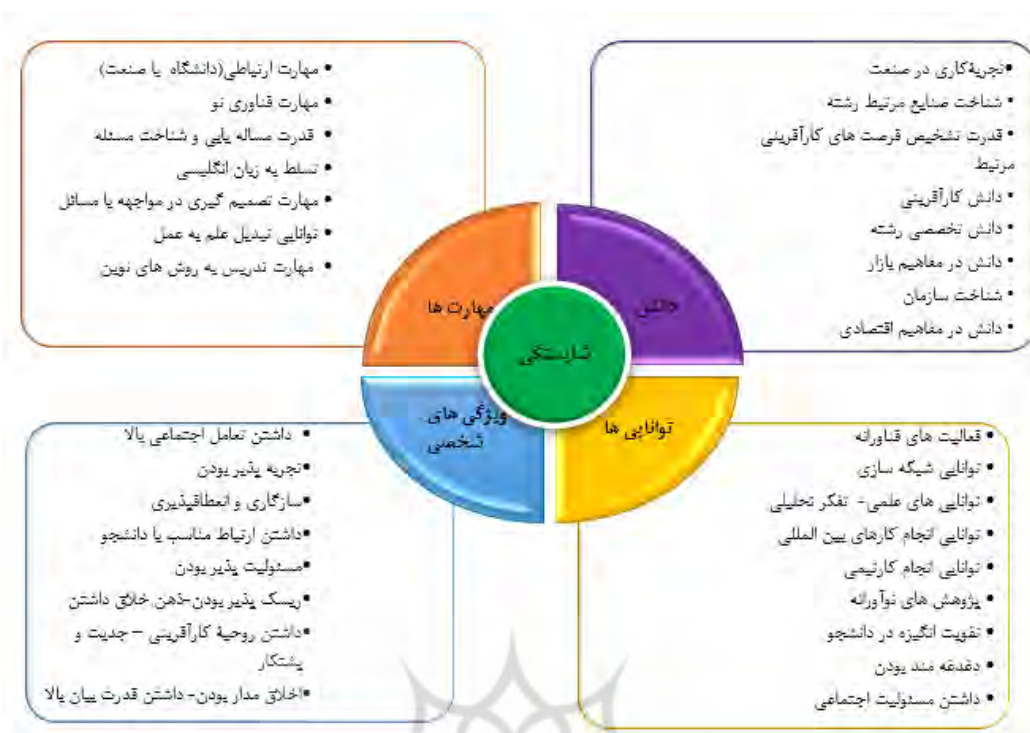 •تجربۀ کاری در صنعت
• شناخت صنایع مرتبط رشته
• قدرت تشخیص فرصت های کارآفرینی
مرتبط
• دانش کارآفرینی
• دانش تخصصی رشته
• دانش در مفاهیم بازار
• شناخت سازمان
• دانش در مفاهیم اقتصادی
• مهارت ارتباطی(دانشگاه با صنعت)
• مهارت فناوری نو
• قدرت مساله یابی و شناخت مسئله
• تسلط به زبان انگلیسی
• مهارت تصمیم گیری در مواجهه با مسائل
• توانایی تبدیل علم به عمل
• مهارت تدریس به روش های نوین
دانش
مهارت ها
شایستگی
توانایی ها
ویژگی های
شخصی
• فعالیت های فناورانه
• توانایی شبکه سازی
• توانایی های علمی- تفکر تحلیلی
• توانایی انجام کارهای بین المللی
• توانایی انجام کارتیمی
• پژوهش های نوآورانه
• تقویت انگیزه در دانشجو
• دغدغه مند بودن
• داشتن مسئولیت اجتماعی
• داشتن تعامل اجتماعی بالا
•تجربه پذیر بودن
•سازگاری و انعطافپذیری
•داشتن ارتباط مناسب با دانشجو
•مسئولیت پذیر بودن
•ریسک پذیر بودن-ذهن خلاق داشتن
•داشتن روحیۀ کارآفرینی – جدیت و
پشتکار
•اخلاق مدار بودن- داشتن قدرت بیان بالا